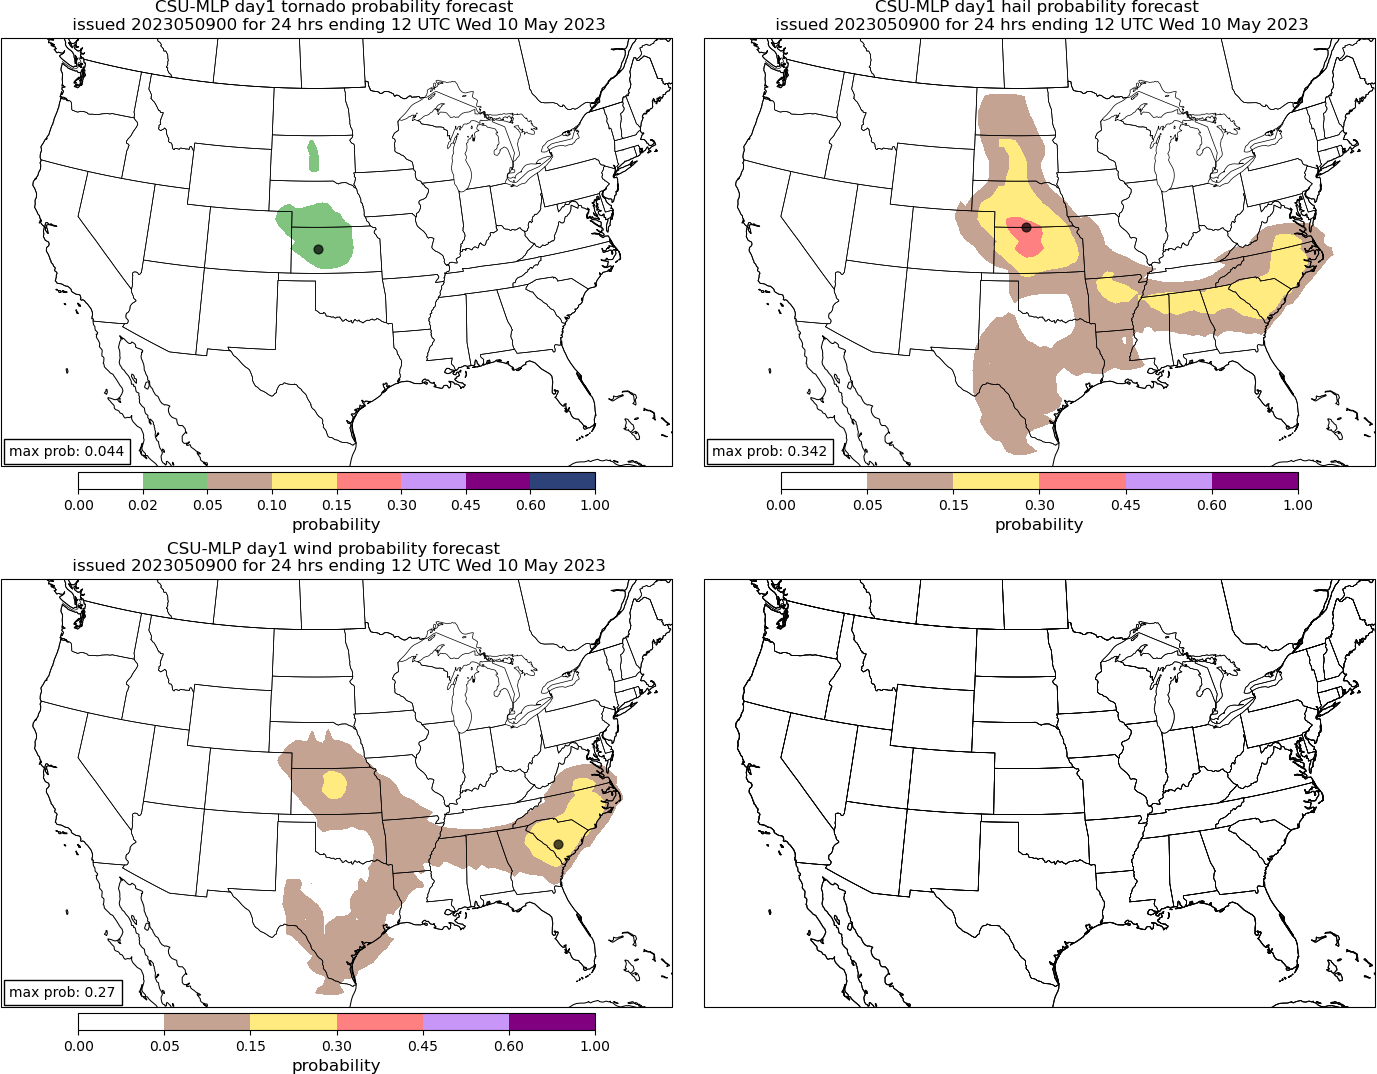 CSU-MLP day1 tornado probability forecast
issued 2023050900 for 24 hrs ending 12 UTC Wed 10 May 2023
max prob: 0.044
0.00 0.02 0.05 0.10 0.15 0.30 0.45 0.60 1.00
probability
CSU-MLP day1 hail probability forecast
issued 2023050900 for 24 hrs ending 12 UTC Wed 10 May 2023
max prob: 0.342
0.00 0.05 0.15 0.30 0.45 0.60 1.00
probability
CSU-MLP day1 wind probability forecast
issued 2023050900 for 24 hrs ending 12 UTC Wed 10 May 2023
max prob: 0.27
0.00 0.05 0.15 0.30 0.45 0.60 1.00
probability